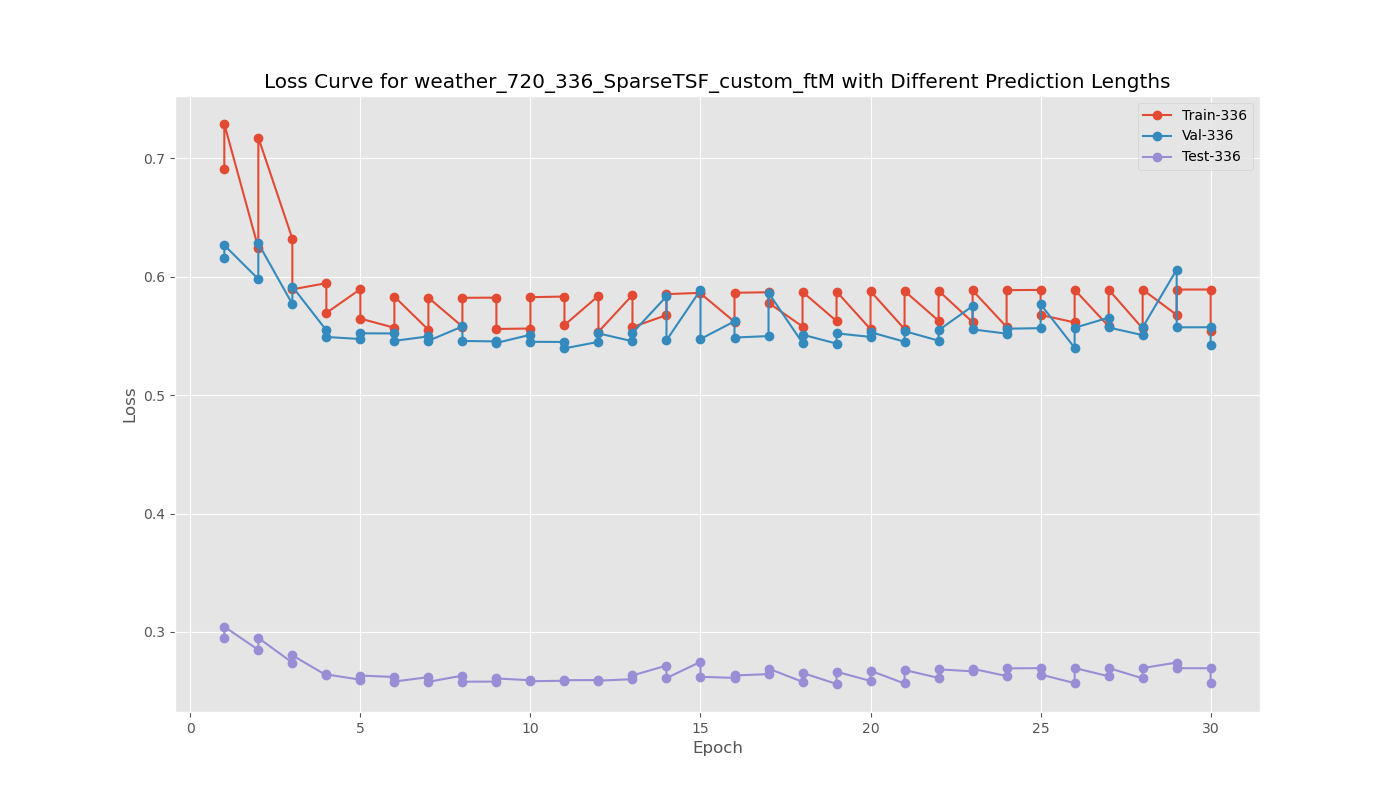 Loss Curve for weather_720_336_SparseTSF_custom_ftM with Different Prediction Lengths
Train-336
Val-336
Test-336
0.7
0.6
0.5
0.4
0.3
Loss
0 5 10 15 20 25 30
Epoch